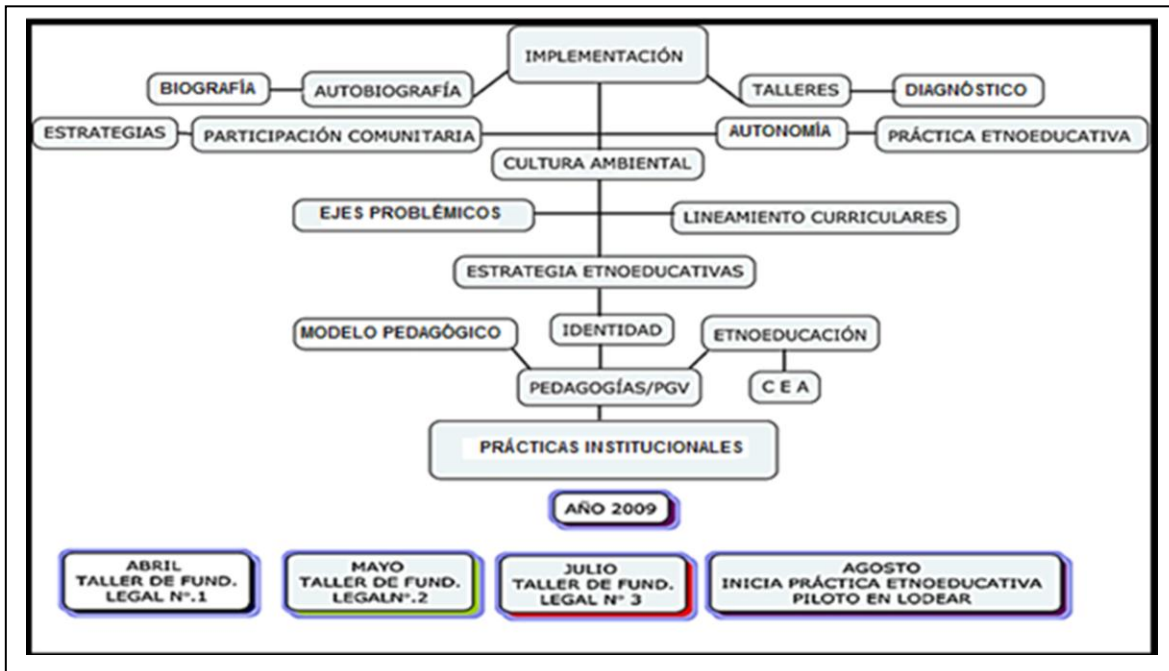 IMPLEMENTACIÓN
BIOGRAFÍA
AUTOBIOGRAFÍA
TALLERES
DIAGNÓSTICO
ESTRATEGIAS
PARTICIPACIÓN COMUNITARIA
AUTONOMÌA
PRÁCTICA ETNOEDUCATIVA
CULTURA AMBIENTAL
EJES PROBLÉMICOS
LINEAMIENTO CURRICULARES
ESTRATEGIA ETNOEDUCATIVAS
MODELO PEDAGÓGICO
IDENTIDAD
ETNOEDUCACIÓN
PEDAGOGÍAS/PGV
C E A
PRÁCTICAS INSTITUCIONALES
AÑO 2009
ABRIL
TALLER DE FUND.
LEGAL N°.1
MAYO
TALLER DE FUND.
LEGALN°.2
JULIO
TALLER DE FUND.
LEGAL N° 3
AGOSTO
INICIA PRÁCTICA ETNOEDUCATIVA
PILOTO EN LODEAR